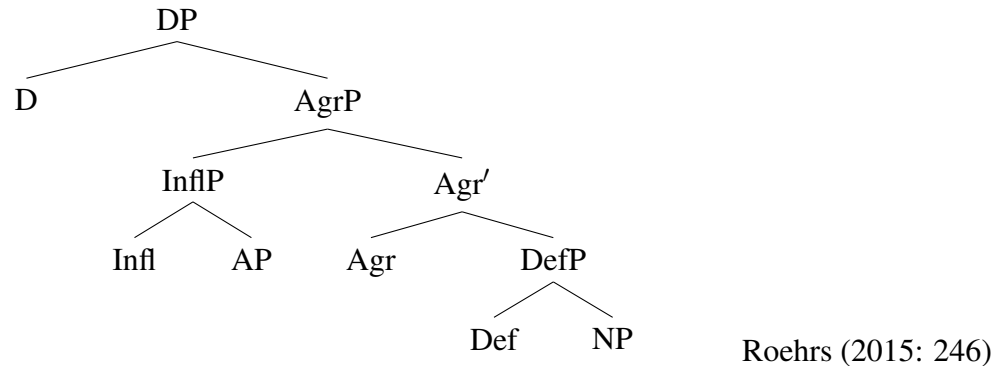 DP
D AgrP
InflP Agr′
Infl AP Agr DefP
Def NP
Roehrs (2015: 246)